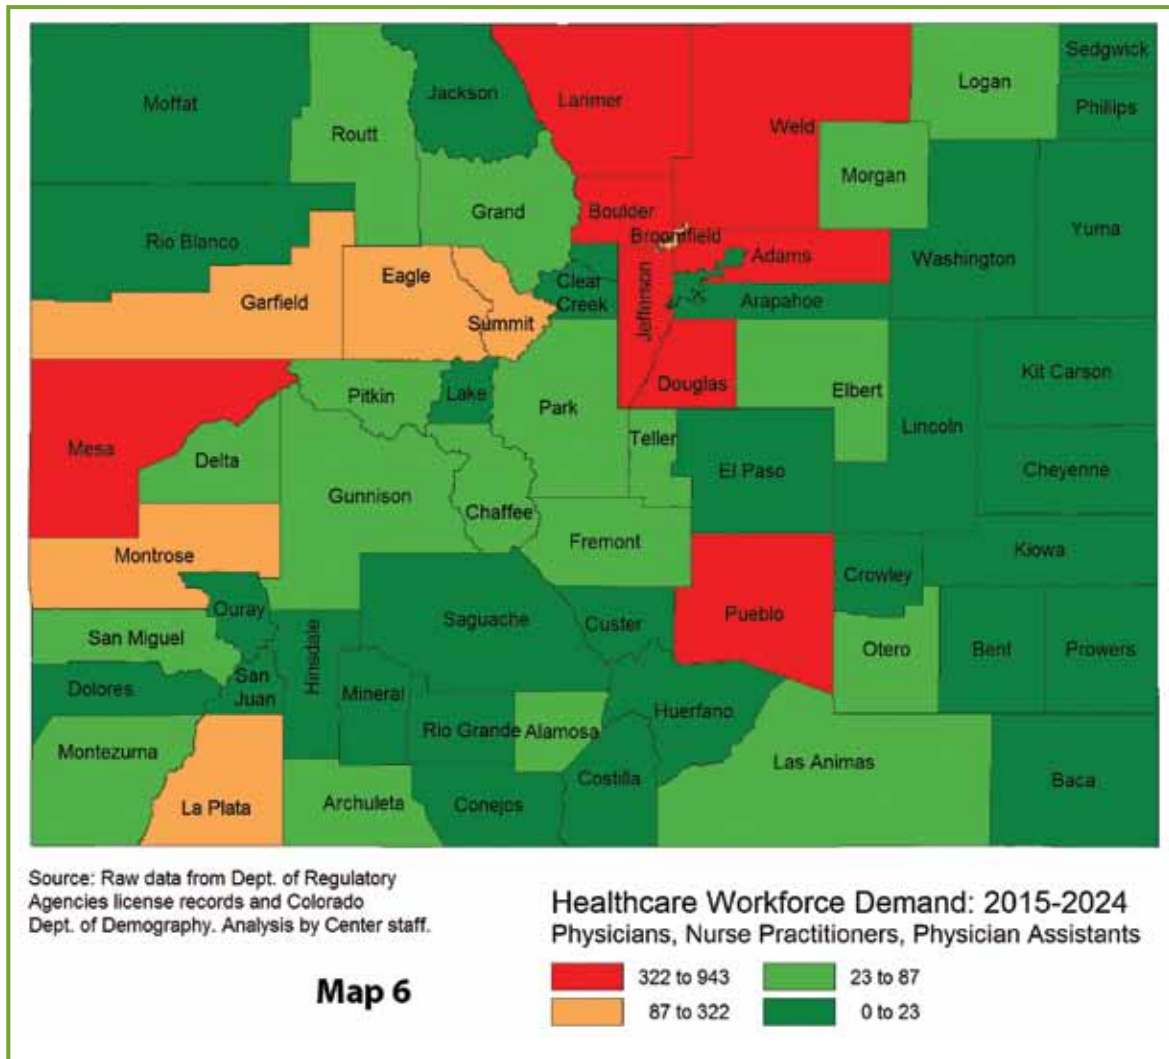 Sedgwick
Logan
Moffat
Jackson
Larimer
Phillips
Routt
Weld
Morgan
Grand
Boulder
Yuma
Rio Blanco
Broomfield
Eagle
Clear
Creek
Adams
Washington
Garfield
Jefferson
Arapahoe
Summit
Kit Carson
Pitkin
Lake
Douglas
Elbert
Park
Mesa
Teller
Lincoln
Delta
El Paso
Cheyenne
Gunnison
Chaffee
Fremont
Montrose
Kiowa
Crowley
Ouray
Saguache
Custer
Pueblo
San Miguel
Hinsdale
Otero
Bent
Prowers
San
Juan
Dolores
Mineral
Huerfano
Rio Grande
Alamosa
Montezuma
Las Animas
Costilla
Baca
La Plata
Archuleta
Conejos
Source: Raw data from Dept. of Regulatory
Agencies license records and Colorado
Dept. of Demography. Analysis by Center staff.
Map 6
Healthcare Workforce Demand: 2015-2024
Physicians, Nurse Practitioners, Physician Assistants
322 to 943
23 to 87
87 to 322
0 to 23